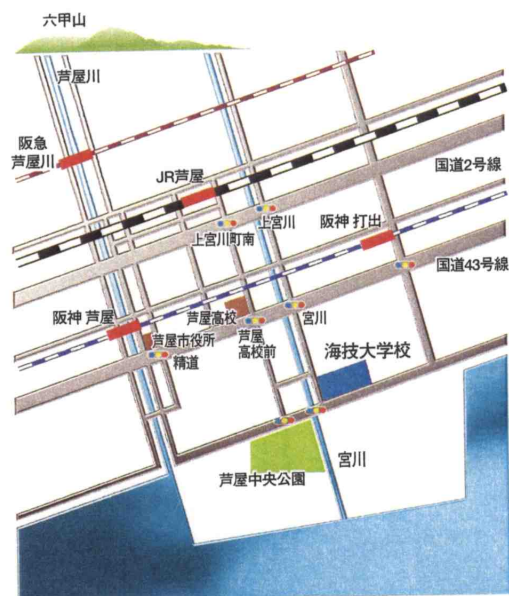 六甲山
芦屋川
阪急
芦屋川
JR芦屋
国道2号線
上宮川
上宮川町南
阪神 打出
国道43号線
阪神 芦屋
芦屋高校
宮川
芦屋市役所
芦屋
高校前
精道
海技大学校
宮川
芦屋中央公園